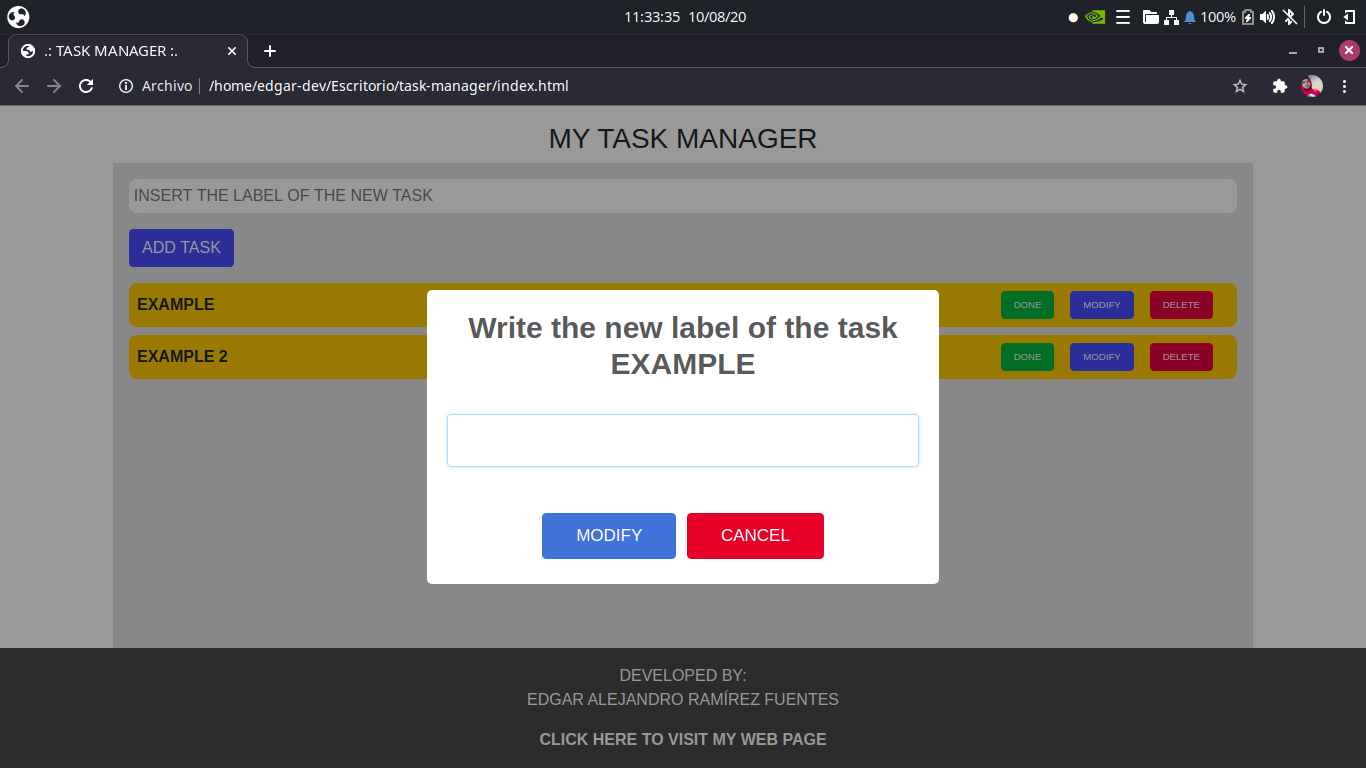 11:33:35 10/08/20
100%
.: TASK MANAGER :.
Archivo /home/edgar-dev/Escritorio/task-manager/index.html
MY TASK MANAGER
INSERT THE LABEL OF THE NEW TASK
ADD TASK
EXAMPLE
DONE MODIFY DELETE
EXAMPLE 2
DONE MODIFY DELETE
Write the new label of the task
EXAMPLE
MODIFY CANCEL
DEVELOPED BY:
EDGAR ALEJANDRO RAMÍREZ FUENTES
CLICK HERE TO VISIT MY WEB PAGE